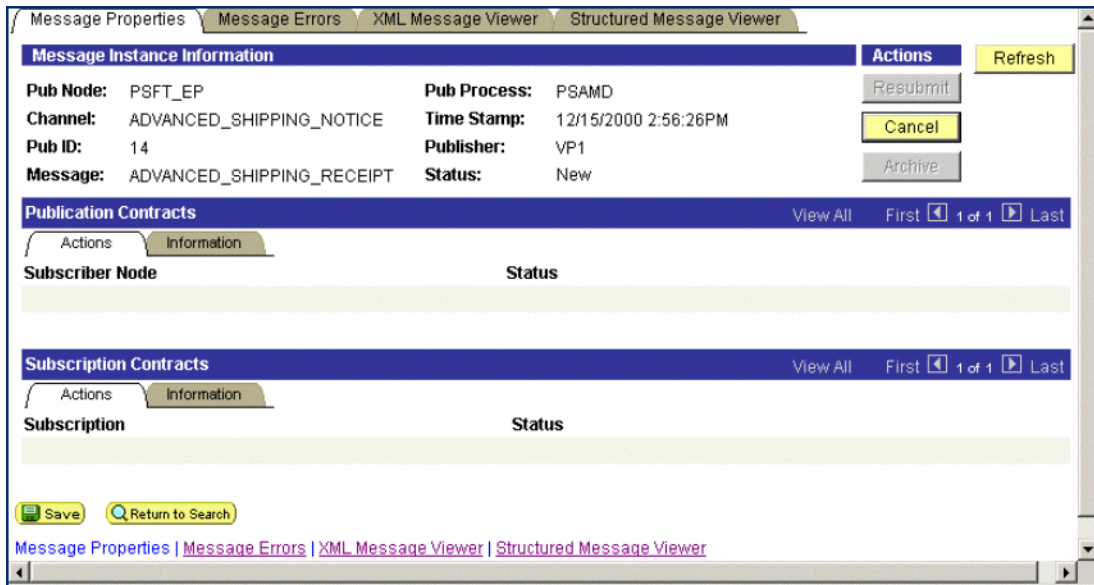 Message Properties Message Errors XML Message Viewer Structured Message Viewer
Message Instance Information Actions Refresh
Pub Node: PSFT_EP Pub Process: PSAMD Resubmit
Channel: ADVANCED_SHIPPING_NOTICE Time Stamp: 12/15/2000 2:56:26PM Cancel
Pub ID: 14 Publisher: VP1
Message: ADVANCED_SHIPPING_RECEIPT Status: New Archive
Publication Contracts View All First 1 of 1 Last
Actions Information
Subscriber Node Status
Subscription Contracts View All First 1 of 1 Last
Actions Information
Subscription Status
Save Return to Search
Message Properties | Message Errors | XML Message Viewer | Structured Message Viewer